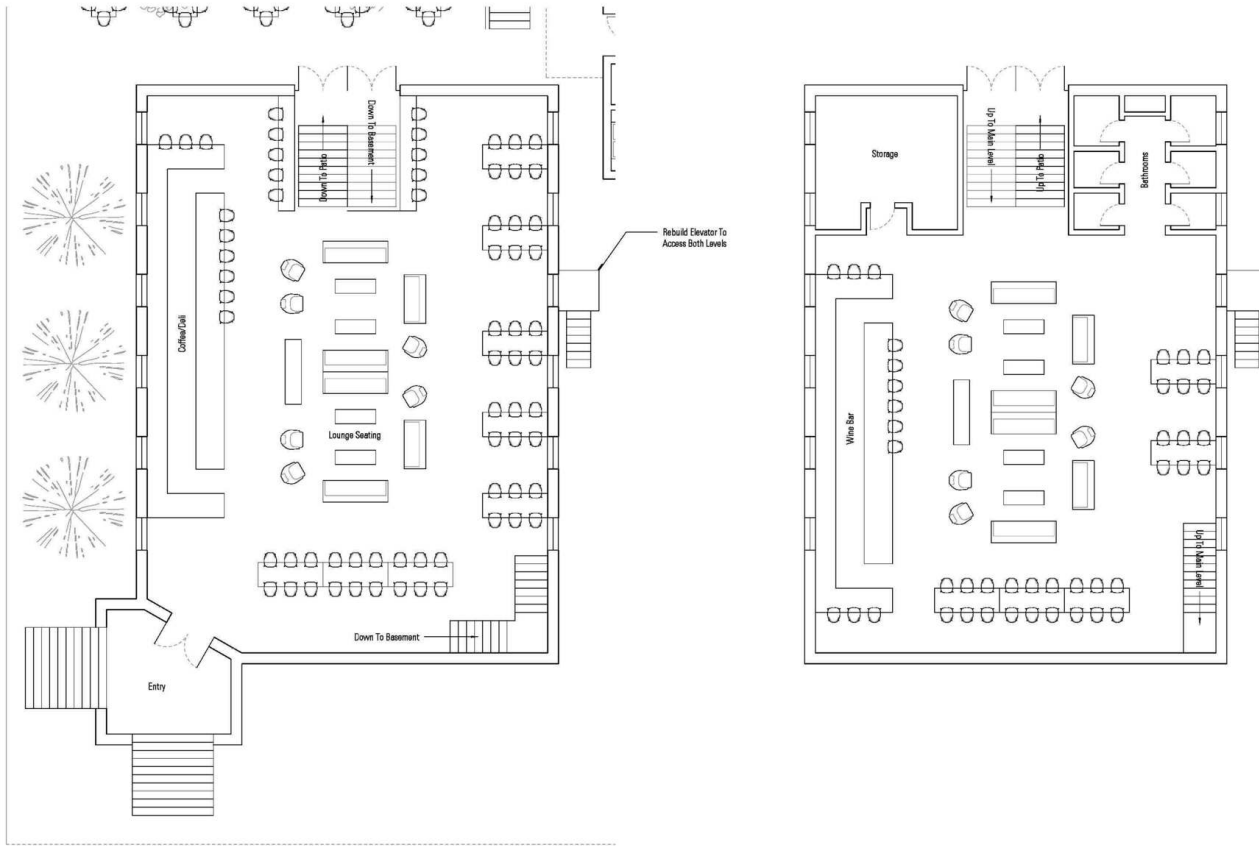 Down To Patio
Down To Basement
Coffee/Deli
Lounge Seating
Rebuild Elevator To
Access Both Levels
Down To Basement
Entry
Storage
Up To Main Level
Up To Patio
Bathrooms
Wine Bar
Up To Main Level